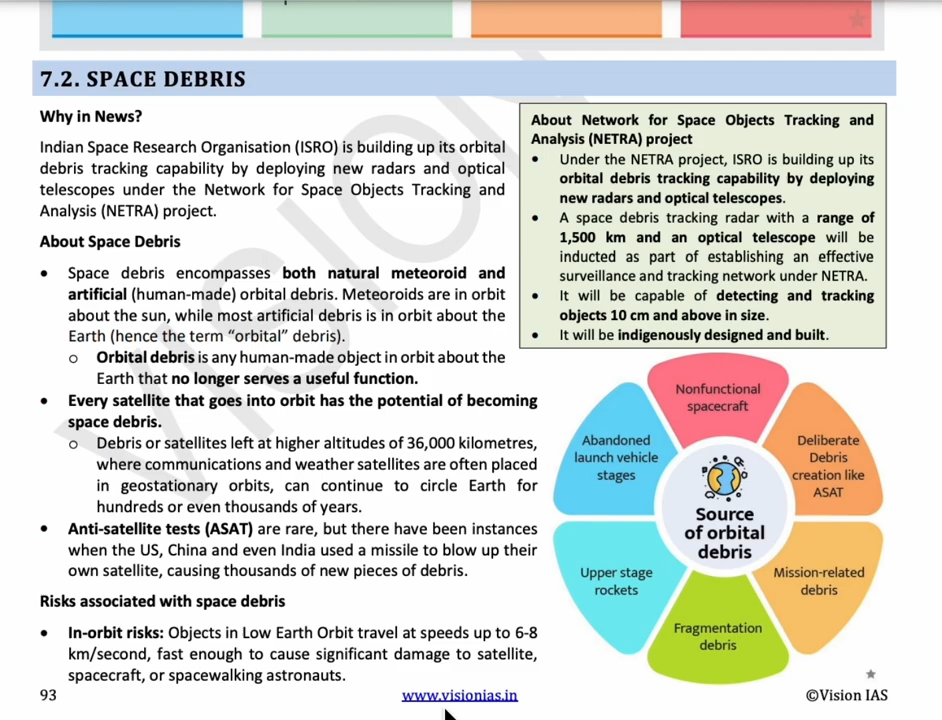 7.2. SPACE DEBRIS
Why in News?
Indian Space Research Organisation (ISRO) is building up its orbital
debris tracking capability by deploying new radars and optical
telescopes under the Network for Space Objects Tracking and
Analysis (NETRA) project.
About Space Debris
• Space debris encompasses both natural meteoroid and
artificial (human-made) orbital debris. Meteoroids are in orbit
about the sun, while most artificial debris is in orbit about the
Earth (hence the term “orbital” debris).
o Orbital debris is any human-made object in orbit about the
Earth that no longer serves a useful function.
• Every satellite that goes into orbit has the potential of becoming
space debris.
o Debris or satellites left at higher altitudes of 36,000 kilometres,
where communications and weather satellites are often placed
in geostationary orbits, can continue to circle Earth for
hundreds or even thousands of years.
• Anti-satellite tests (ASAT) are rare, but there have been instances
when the US, China and even India used a missile to blow up their
own satellite, causing thousands of new pieces of debris.
Risks associated with space debris
• In-orbit risks: Objects in Low Earth Orbit travel at speeds up to 6-8
km/second, fast enough to cause significant damage to satellite,
spacecraft, or spacewalking astronauts.
About Network for Space Objects Tracking and
Analysis (NETRA) project
• Under the NETRA project, ISRO is building up its
orbital debris tracking capability by deploying
new radars and optical telescopes.
• A space debris tracking radar with a range of
1,500 km and an optical telescope will be
inducted as part of establishing an effective
surveillance and tracking network under NETRA.
• It will be capable of detecting and tracking
objects 10 cm and above in size.
• It will be indigenously designed and built.
Nonfunctional
spacecraft
Deliberate
Debris
creation like
ASAT
Mission-related
debris
Fragmentation
debris
Upper stage
rockets
Abandoned
launch vehicle
stages
Source
of orbital
debris
93
www.visionias.in
©Vision IAS
VISION